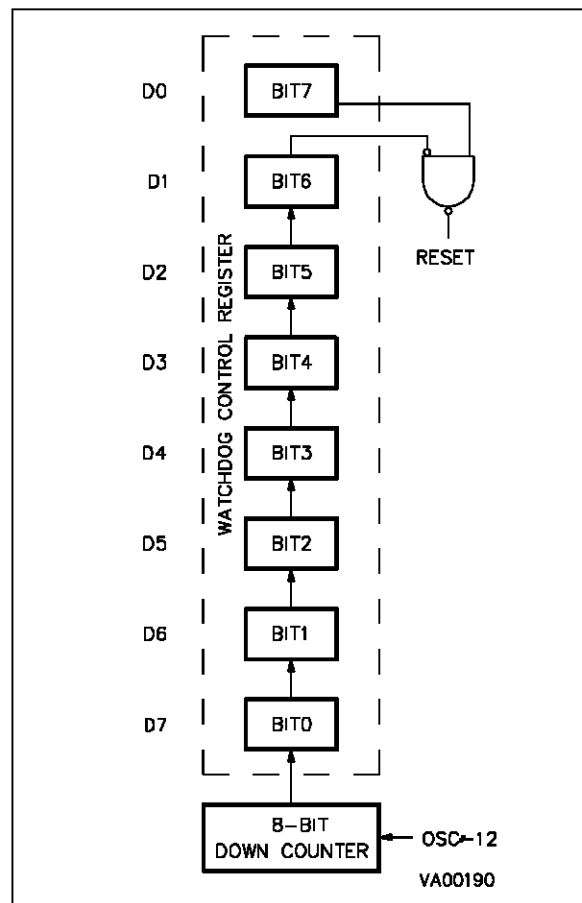 D0 BIT7
D1 BIT6
RESET
D2 BIT5
D3 BIT4
WATCHDOG CONTROL REGISTER
D4 BIT3
D5 BIT2
D6 BIT1
D7 BIT0
8-BIT
DOWN COUNTER
OSC÷12
VA00190